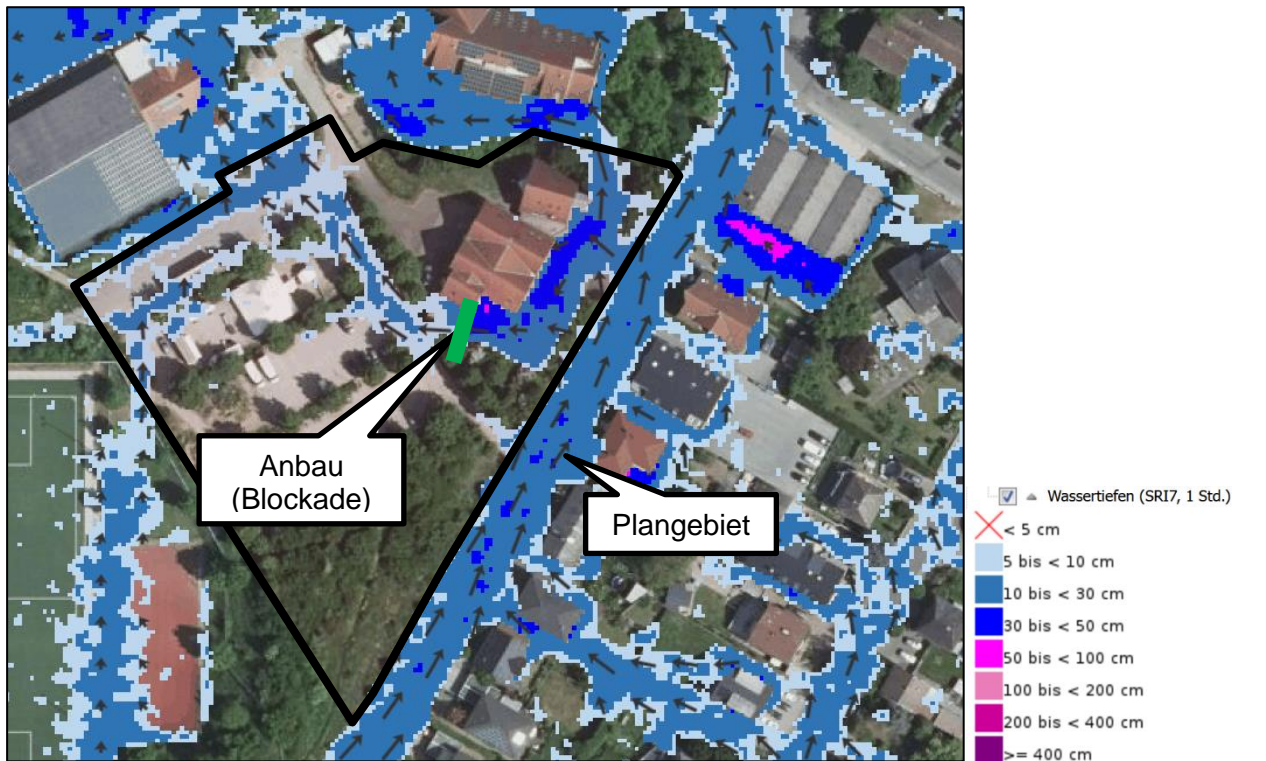 Anbau
(Blockade)
Plangebiet
Wassertiefen (SRI7, 1 Std.)
< 5 cm
5 bis < 10 cm
10 bis < 30 cm
30 bis < 50 cm
50 bis < 100 cm
100 bis < 200 cm
200 bis < 400 cm
>= 400 cm